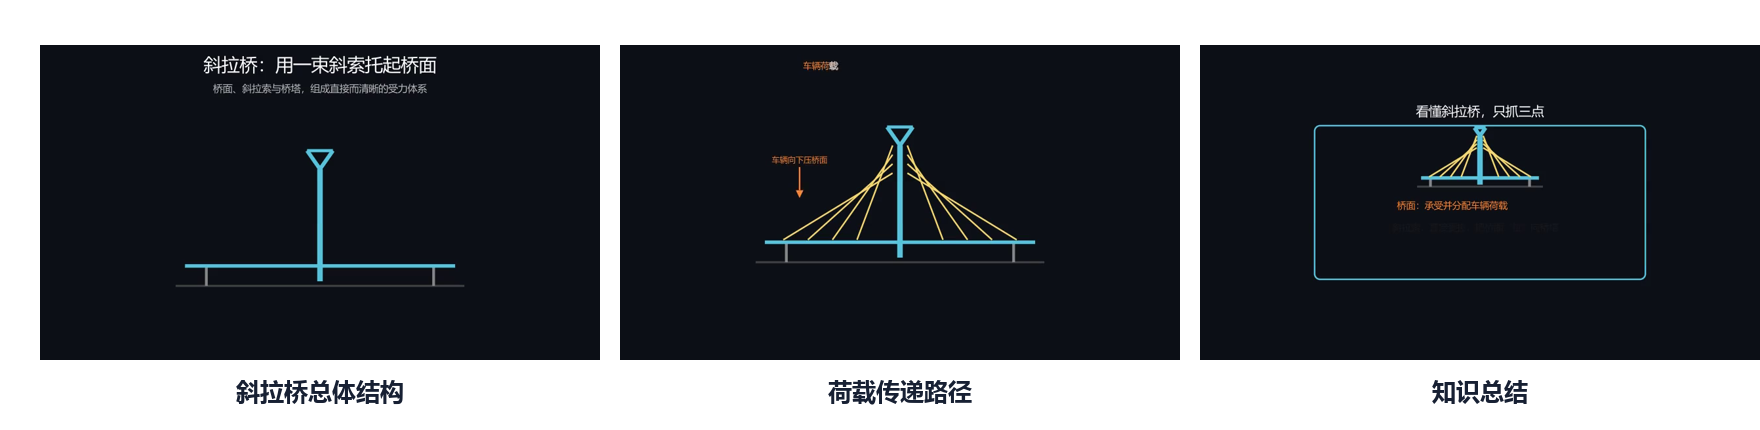 斜拉桥：用一束斜索托起桥面
桥面、斜拉索与桥塔，组成直接而清晰的受力体系
斜拉桥总体结构
车辆荷载
车辆向下压桥面
荷载传递路径
看懂斜拉桥，只抓三点
桥面：承受并分配车辆荷载
知识总结